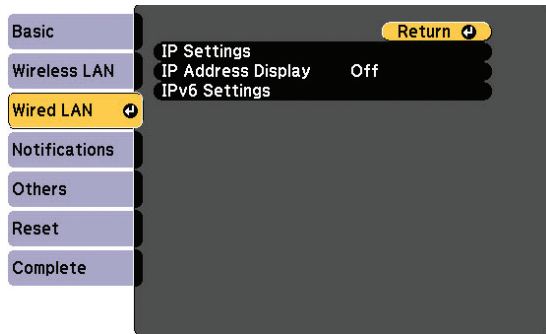 Basic
Wireless LAN
Wired LAN
Notifications
Others
Reset
Complete
Return
IP Settings
IP Address Display Off
IPv6 Settings